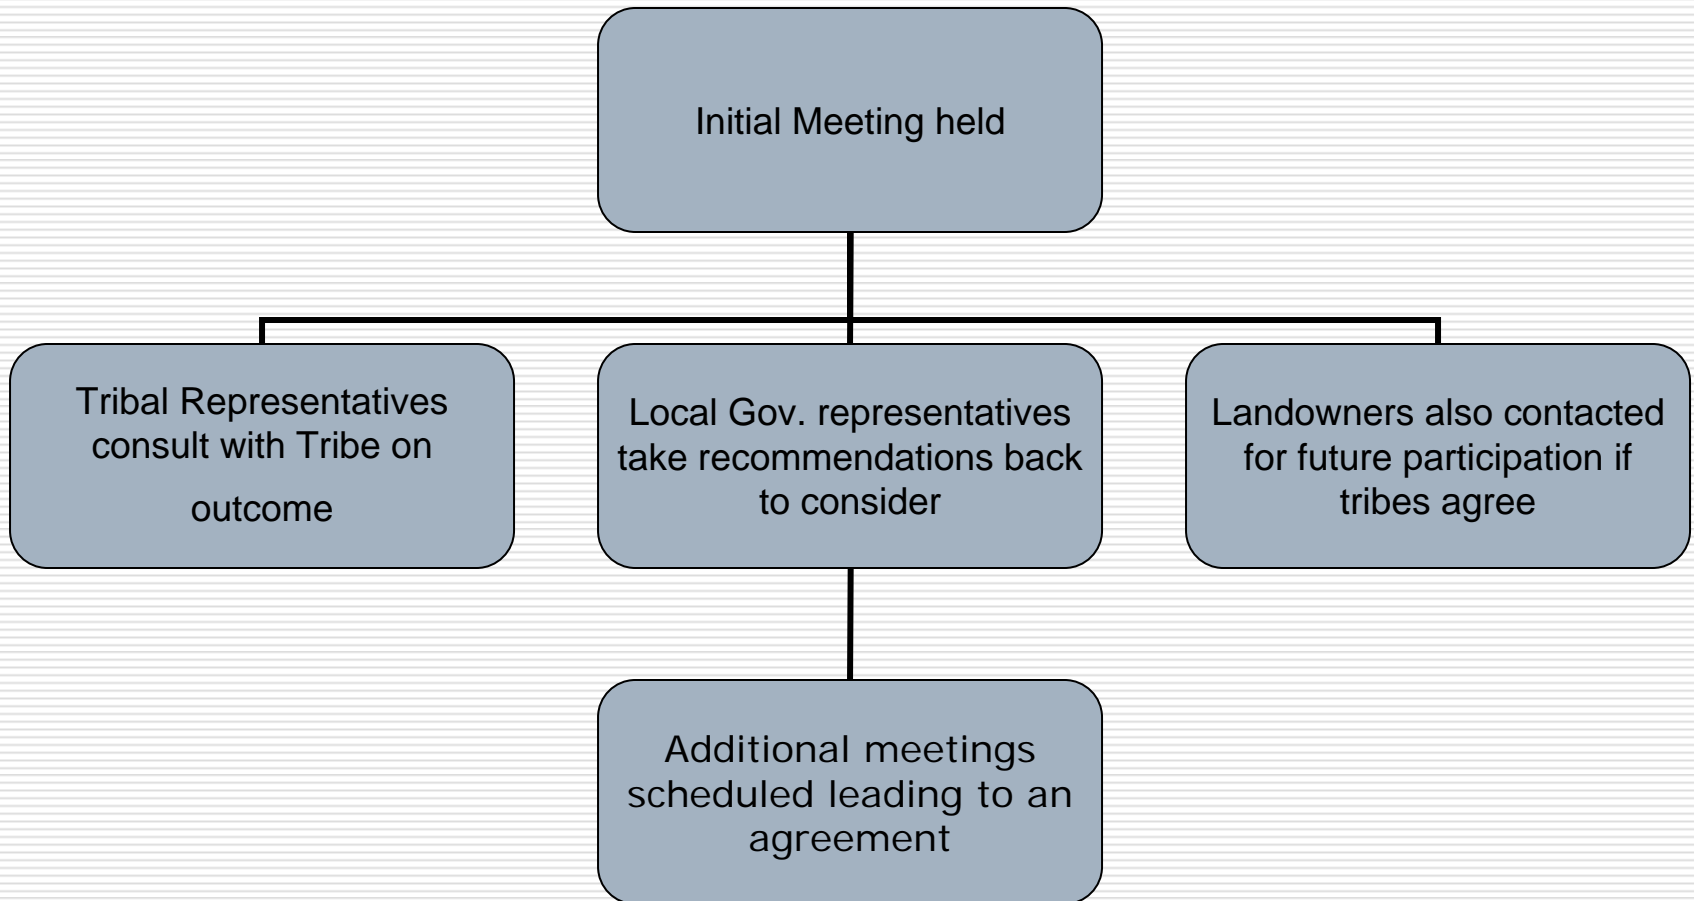 Initial Meeting held
Tribal Representatives
consult with Tribe on
outcome
Local Gov. representatives
take recommendations back
to consider
Landowners also contacted
for future participation if
tribes agree
Additional meetings
scheduled leading to an
agreement